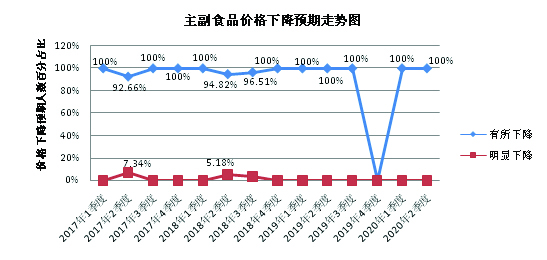 主副食品价格下降预期走势图
价格下降预期人数百分占比
120%
100%
80%
60%
40%
20%
0%
100%
92.66%
100%
100%
100%
94.82%
96.51%
100%
100%
100%
100%
100%
100%
7.34%
5.18%
有所下降
明显下降
2017年1季度
2017年2季度
2017年3季度
2017年4季度
2018年1季度
2018年2季度
2018年3季度
2018年4季度
2019年1季度
2019年2季度
2019年3季度
2019年4季度
2020年1季度
2020年2季度